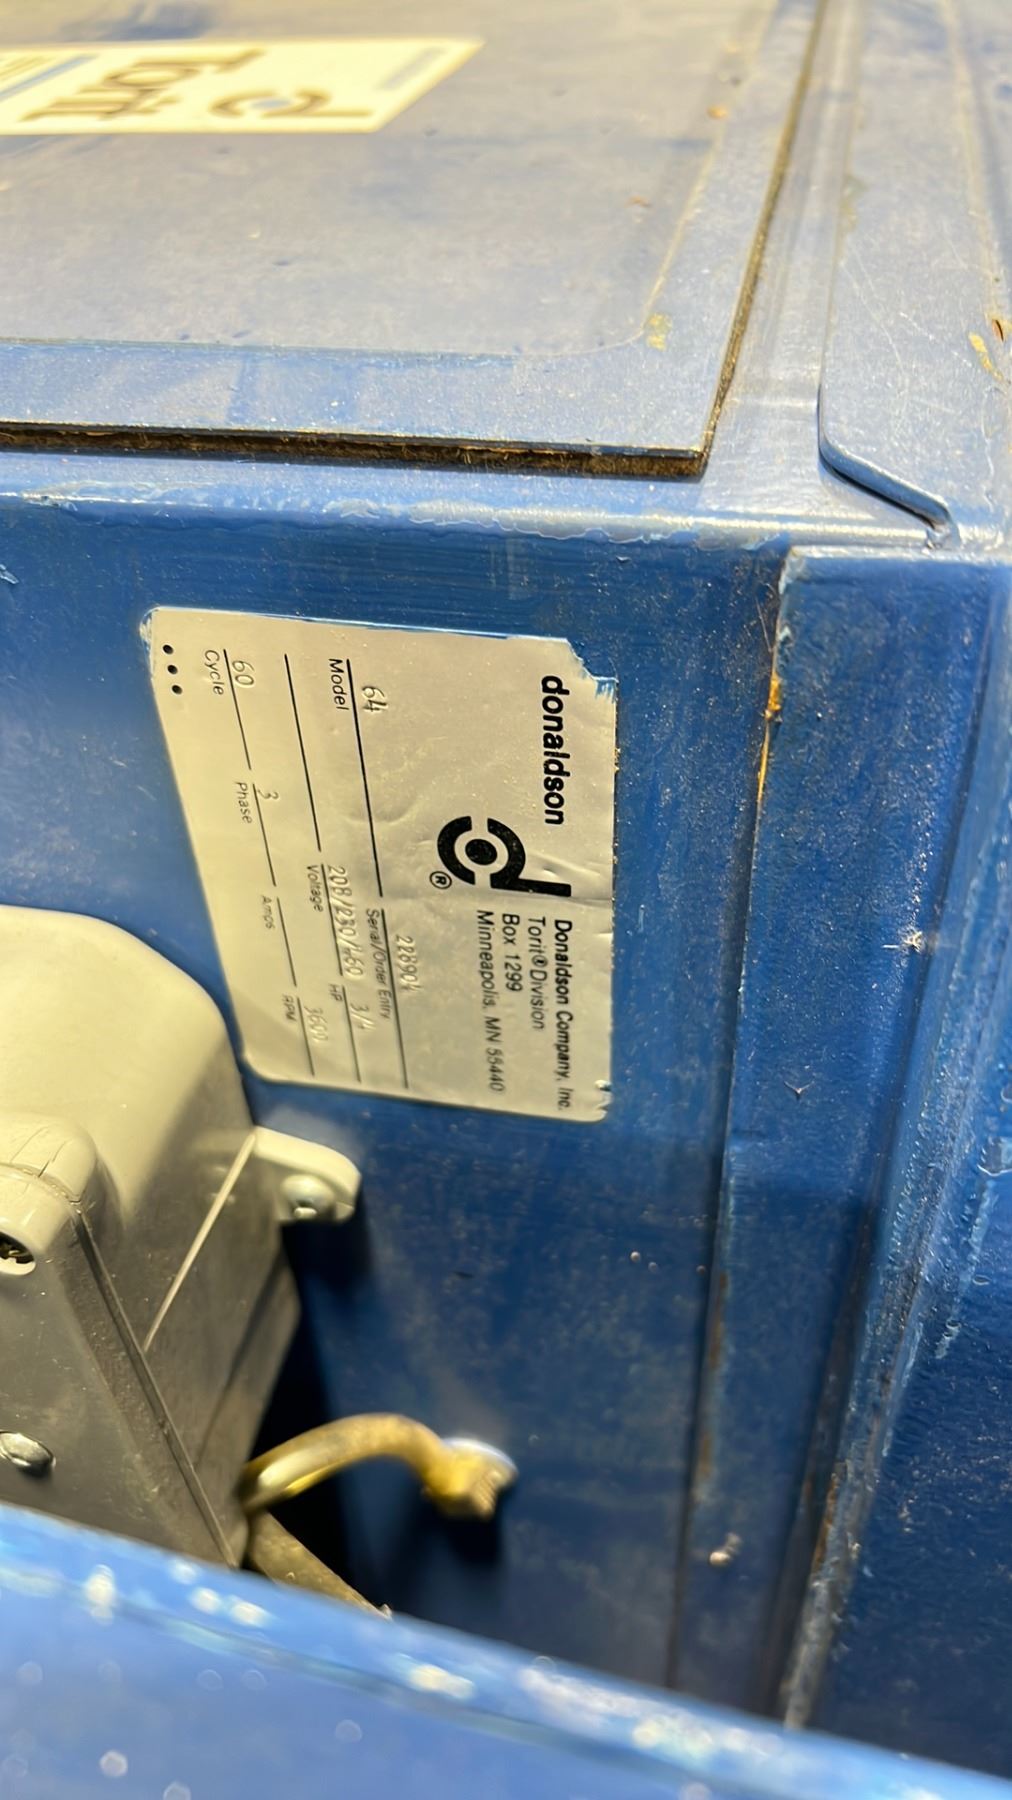 Torit
donaldson
Donaldson Company, Inc.
Torit® Division
Box 1299
Minneapolis, MN 55440
64
Model
Serial/Order Entry
208/230/460
Voltage
3/4
HP
60
Cycle
3
Phase
Amps
3600
RPM